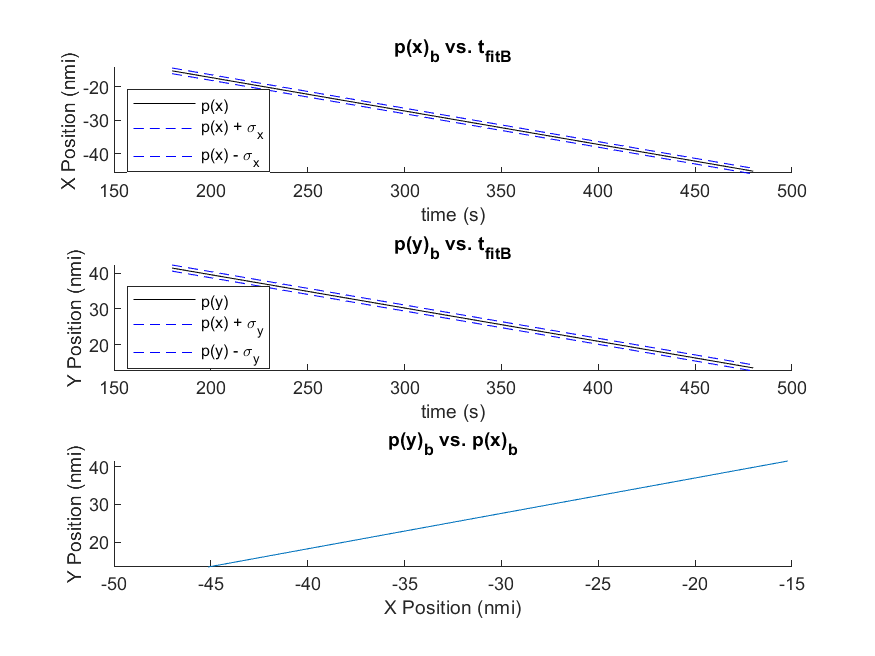 p(x)_b vs. t_fitB
X Position (nmi)
-20
-30
-40
p(x)
p(x) + σ_x
p(x) - σ_x
150 200 250 300 350 400 450 500
time (s)
p(y)_b vs. t_fitB
Y Position (nmi)
40
30
20
p(y)
p(x) + σ_y
p(y) - σ_y
150 200 250 300 350 400 450 500
time (s)
p(y)_b vs. p(x)_b
Y Position (nmi)
40
30
20
-50 -45 -40 -35 -30 -25 -20 -15
X Position (nmi)